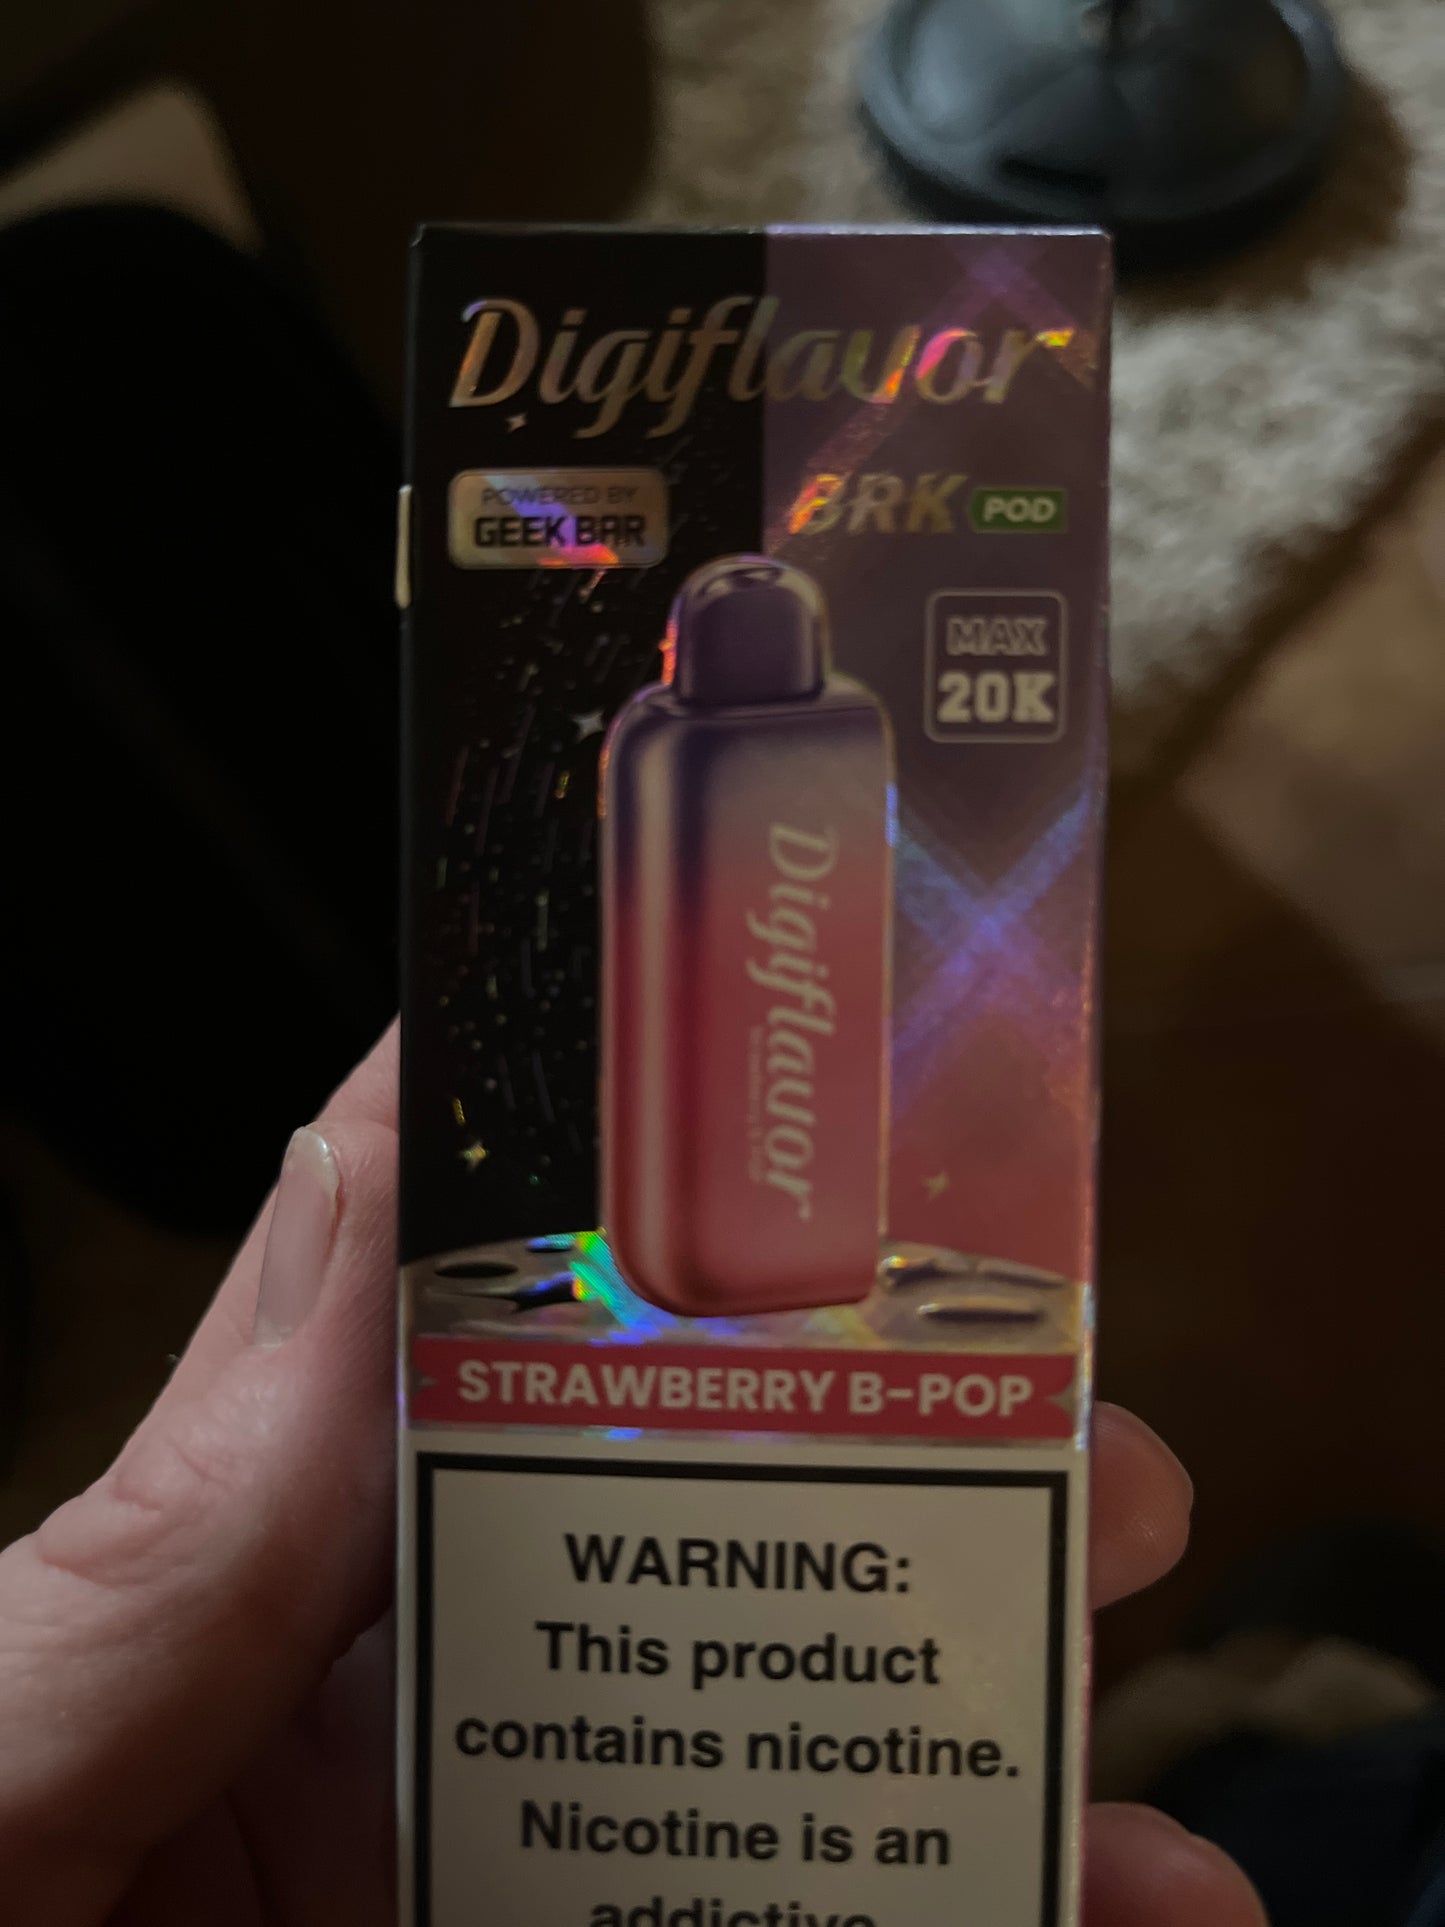 Digiflavor
POWERED BY
GEEK BAR
BRK POD
MAX
20K
Digiflavor
STRAWBERRY B-POP
WARNING:
This product
contains nicotine.
Nicotine is an
addictive